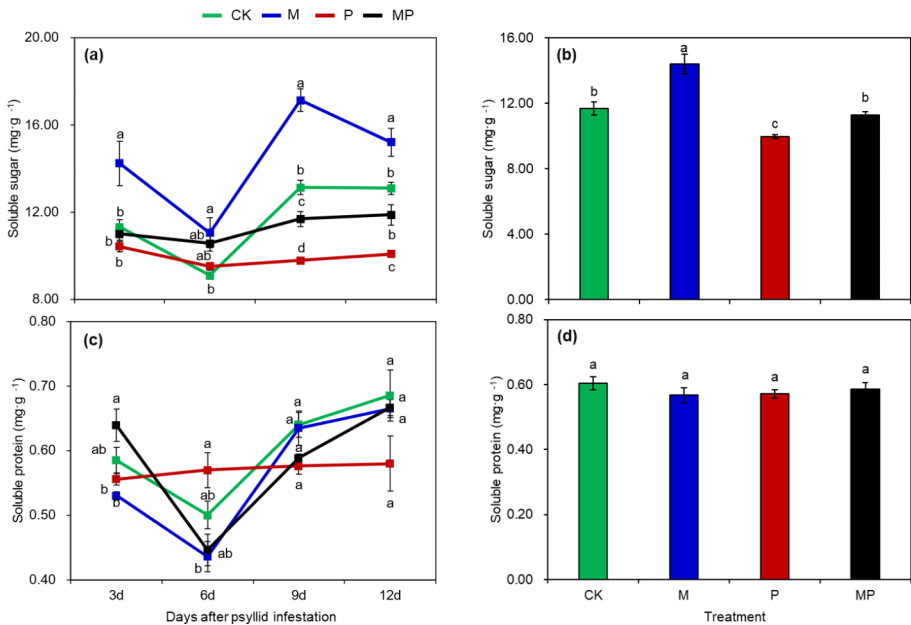 CK M P MP
20.00
16.00
12.00
8.00
Soluble sugar (mg·g⁻¹)
(a)
a
b
b
b
a
ab
ab
b
a
b
c
d
a
b
b
c
16.00
12.00
8.00
4.00
0.00
Soluble sugar (mg·g⁻¹)
(b)
b
a
c
b
0.80
0.70
0.60
0.50
0.40
Soluble protein (mg·g⁻¹)
(c)
a
ab
b
b
a
ab
ab
b
a
a
a
a
a
a
a
a
3d 6d 9d 12d
Days after psyllid infestation
0.80
0.60
0.40
0.20
0.00
Soluble protein (mg·g⁻¹)
(d)
a
a
a
a
CK M P MP
Treatment